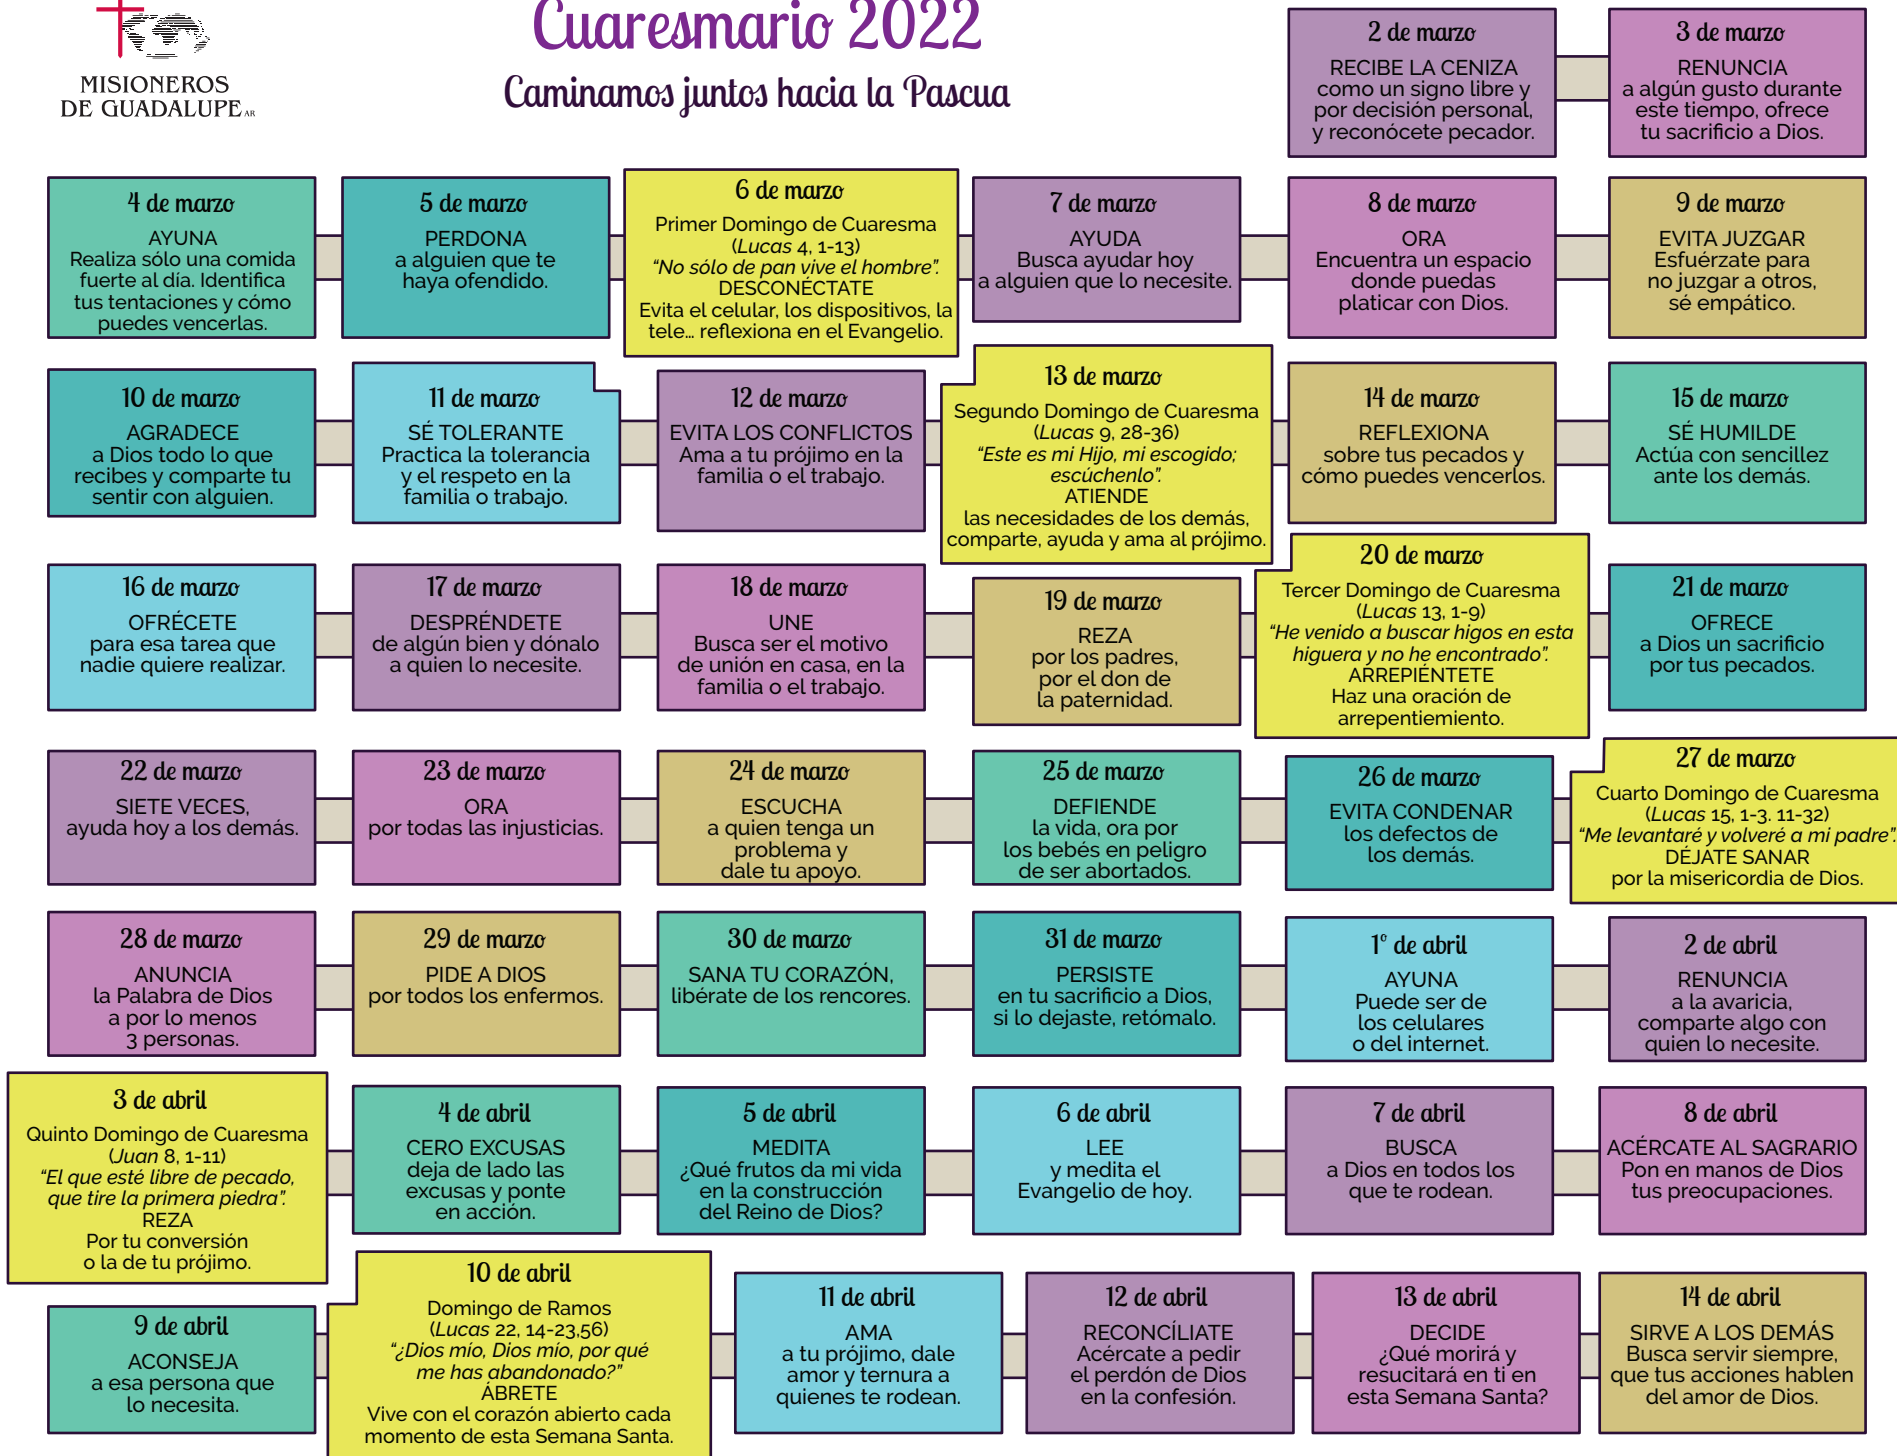 MISIONEROS
DE GUADALUPE AR
Cuaresmario 2022
Caminamos juntos hacia la Pascua
2 de marzo
RECIBE LA CENIZA
como un signo libre y
por decisión personal,
y reconócete pecador.
3 de marzo
RENUNCIA
a algún gusto durante
este tiempo, ofrece
tu sacrificio a Dios.
4 de marzo
AYUNA
Realiza sólo una comida
fuerte al día. Identifica
tus tentaciones y cómo
puedes vencerlas.
5 de marzo
PERDONA
a alguien que te
haya ofendido.
6 de marzo
Primer Domingo de Cuaresma
(Lucas 4, 1-13)
“No sólo de pan vive el hombre”.
DESCONÉCTATE
Evita el celular, los dispositivos, la
tele... reflexiona en el Evangelio.
7 de marzo
AYUDA
Busca ayudar hoy
a alguien que lo necesite.
8 de marzo
ORA
Encuentra un espacio
donde puedas
platicar con Dios.
9 de marzo
EVITA JUZGAR
Esfuérzate para
no juzgar a otros,
sé empático.
10 de marzo
AGRADECE
a Dios todo lo que
recibes y comparte tu
sentir con alguien.
11 de marzo
SÉ TOLERANTE
Practica la tolerancia
y el respeto en la
familia o trabajo.
12 de marzo
EVITA LOS CONFLICTOS
Ama a tu prójimo en la
familia o el trabajo.
13 de marzo
Segundo Domingo de Cuaresma
(Lucas 9, 28-36)
“Este es mi Hijo, mi escogido;
escúchenlo”.
ATIENDE
las necesidades de los demás,
comparte, ayuda y ama al prójimo.
14 de marzo
REFLEXIONA
sobre tus pecados y
cómo puedes vencerlos.
15 de marzo
SÉ HUMILDE
Actúa con sencillez
ante los demás.
16 de marzo
OFRÉCETE
para esa tarea que
nadie quiere realizar.
17 de marzo
DESPRÉNDETE
de algún bien y dónalo
a quien lo necesite.
18 de marzo
UNE
Busca ser el motivo
de unión en casa, en la
familia o el trabajo.
19 de marzo
REZA
por los padres,
por el don de
la paternidad.
20 de marzo
Tercer Domingo de Cuaresma
(Lucas 13, 1-9)
“He venido a buscar higos en esta
higuera y no he encontrado”.
ARREPIÉNTETE
Haz una oración de
arrepentiemiento.
21 de marzo
OFRECE
a Dios un sacrificio
por tus pecados.
22 de marzo
SIETE VECES,
ayuda hoy a los demás.
23 de marzo
ORA
por todas las injusticias.
24 de marzo
ESCUCHA
a quien tenga un
problema y
dale tu apoyo.
25 de marzo
DEFIENDE
la vida, ora por
los bebés en peligro
de ser abortados.
26 de marzo
EVITA CONDENAR
los defectos de
los demás.
27 de marzo
Cuarto Domingo de Cuaresma
(Lucas 15, 1-3. 11-32)
“Me levantaré y volveré a mi padre”.
DÉJATE SANAR
por la misericordia de Dios.
28 de marzo
ANUNCIA
la Palabra de Dios
a por lo menos
3 personas.
29 de marzo
PIDE A DIOS
por todos los enfermos.
30 de marzo
SANA TU CORAZÓN,
libérate de los rencores.
31 de marzo
PERSISTE
en tu sacrificio a Dios,
si lo dejaste, retómalo.
1° de abril
AYUNA
Puede ser de
los celulares
o del internet.
2 de abril
RENUNCIA
a la avaricia,
comparte algo con
quien lo necesite.
3 de abril
Quinto Domingo de Cuaresma
(Juan 8, 1-11)
“El que esté libre de pecado,
que tire la primera piedra”.
REZA
Por tu conversión
o la de tu prójimo.
4 de abril
CERO EXCUSAS
deja de lado las
excusas y ponte
en acción.
5 de abril
MEDITA
¿Qué frutos da mi vida
en la construcción
del Reino de Dios?
6 de abril
LEE
y medita el
Evangelio de hoy.
7 de abril
BUSCA
a Dios en todos los
que te rodean.
8 de abril
ACÉRCATE AL SAGRARIO
Pon en manos de Dios
tus preocupaciones.
9 de abril
ACONSEJA
a esa persona que
lo necesita.
10 de abril
Domingo de Ramos
(Lucas 22, 14-23,56)
“¿Dios mío, Dios mío, por qué
me has abandonado?”
ÁBRETE
Vive con el corazón abierto cada
momento de esta Semana Santa.
11 de abril
AMA
a tu prójimo, dale
amor y ternura a
quienes te rodean.
12 de abril
RECONCÍLIATE
Acércate a pedir
el perdón de Dios
en la confesión.
13 de abril
DECIDE
¿Qué morirá y
resucitará en ti en
esta Semana Santa?
14 de abril
SIRVE A LOS DEMÁS
Busca servir siempre,
que tus acciones hablen
del amor de Dios.